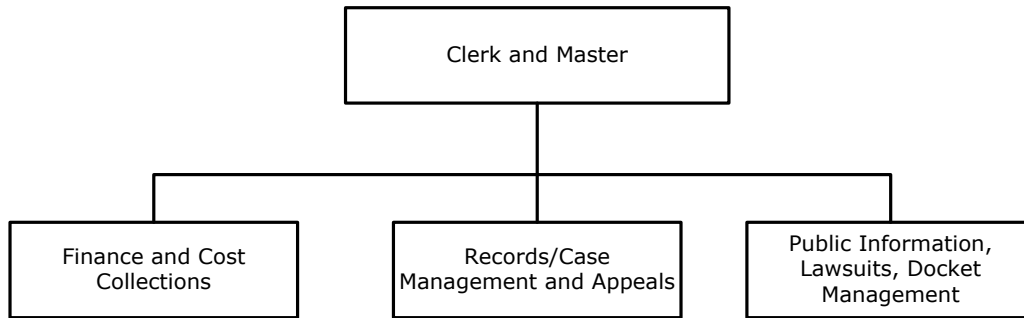 Clerk and Master
Finance and Cost
Collections
Records/Case
Management and Appeals
Public Information,
Lawsuits, Docket
Management